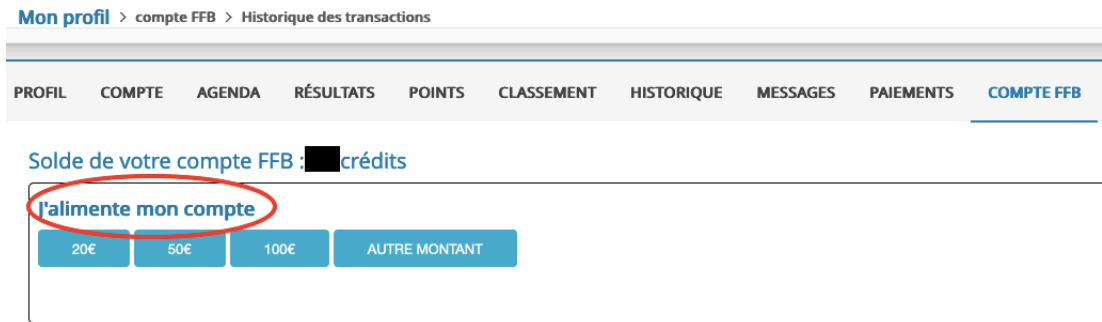 Mon profil > compte FFB > Historique des transactions
PROFIL COMPTE AGENDA RÉSULTATS POINTS CLASSEMENT HISTORIQUE MESSAGES PAIEMENTS COMPTE FFB
Solde de votre compte FFB : crédits
J'alimente mon compte
20€ 50€ 100€ AUTRE MONTANT